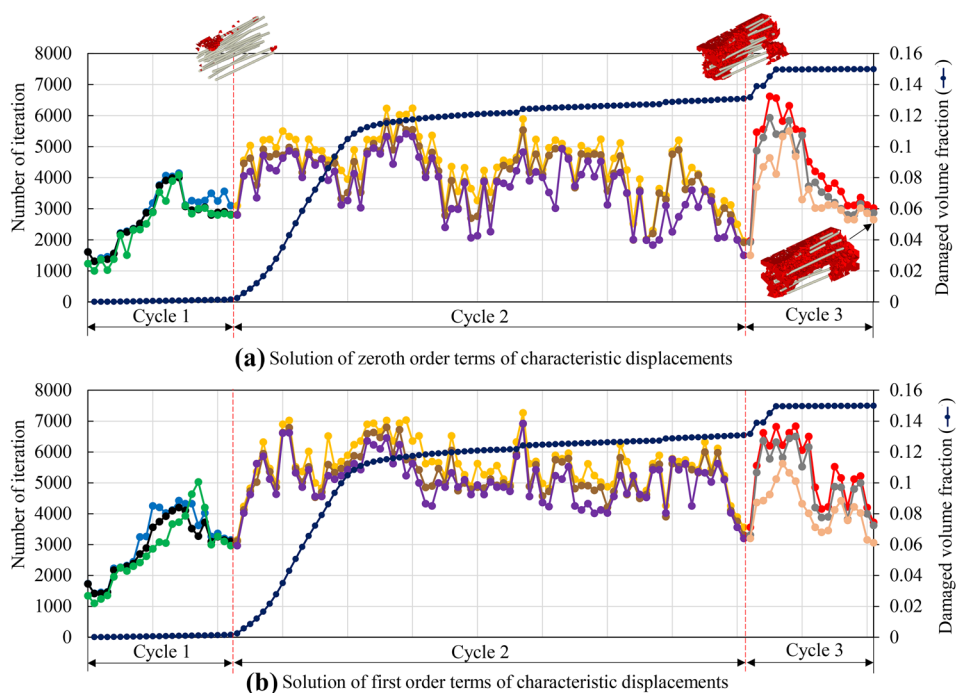 (a)
8000 0.16
7000 0.14
6000 0.12
5000 0.10
4000 0.08
3000 0.06
2000 0.04
1000 0.02
0 0
Number of iteration
Damaged volume fraction ( )
Cycle 1 Cycle 2 Cycle 3
(a) Solution of zeroth order terms of characteristic displacements
(b)
8000 0.16
7000 0.14
6000 0.12
5000 0.10
4000 0.08
3000 0.06
2000 0.04
1000 0.02
0 0
Number of iteration
Damaged volume fraction ( )
Cycle 1 Cycle 2 Cycle 3
(b) Solution of first order terms of characteristic displacements